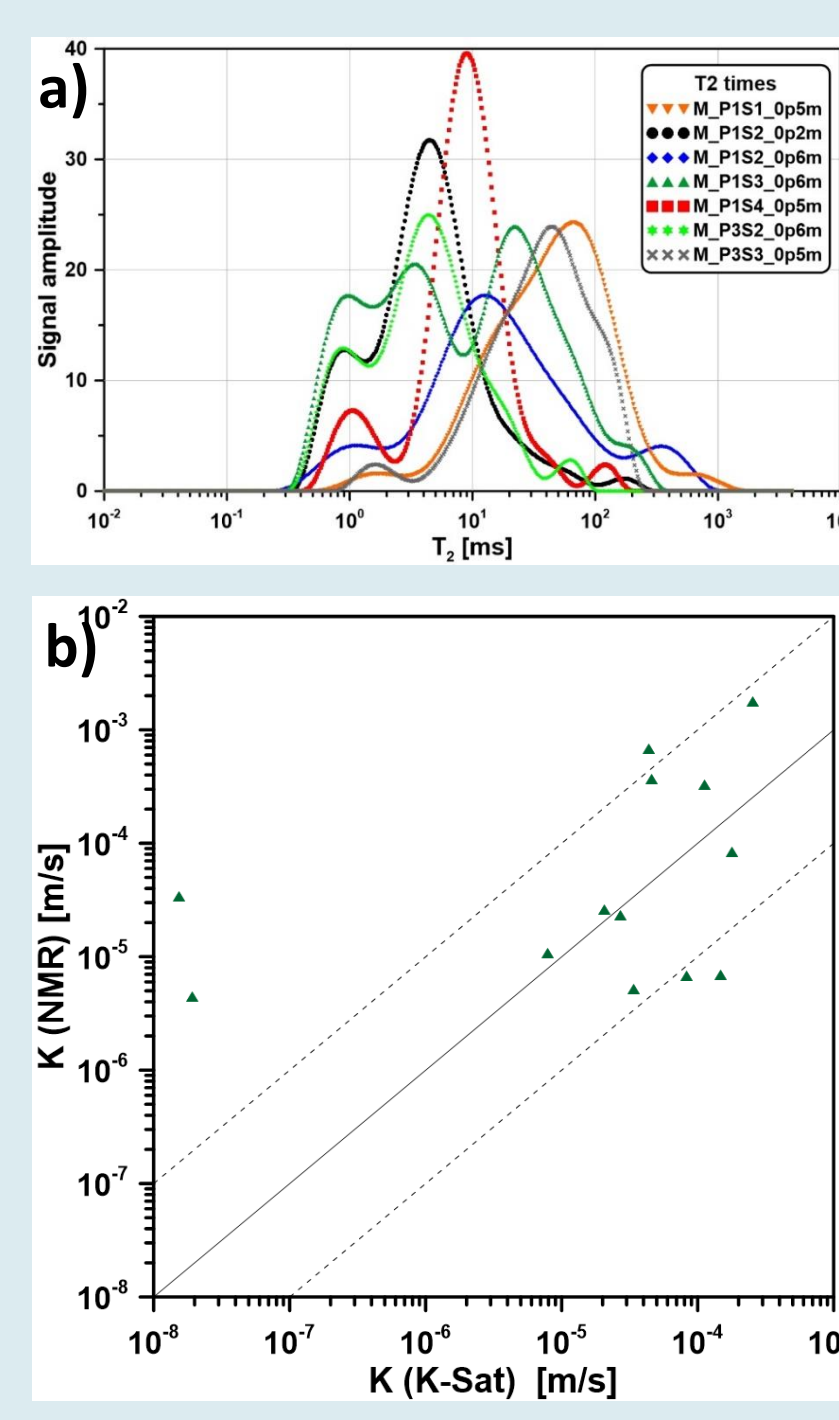 a)
40
30
20
10
0
Signal amplitude
T2 times
M_P1S1_0p5m
M_P1S2_0p2m
M_P1S2_0p6m
M_P1S3_0p6m
M_P1S4_0p5m
M_P3S2_0p6m
M_P3S3_0p5m
10⁻² 10⁻¹ 10⁰ 10¹ 10² 10³
T₂ [ms]
b)
10⁻²
10⁻³
10⁻⁴
10⁻⁵
10⁻⁶
10⁻⁷
10⁻⁸
K (NMR) [m/s]
10⁻⁸ 10⁻⁷ 10⁻⁶ 10⁻⁵ 10⁻⁴
K (K-Sat) [m/s]